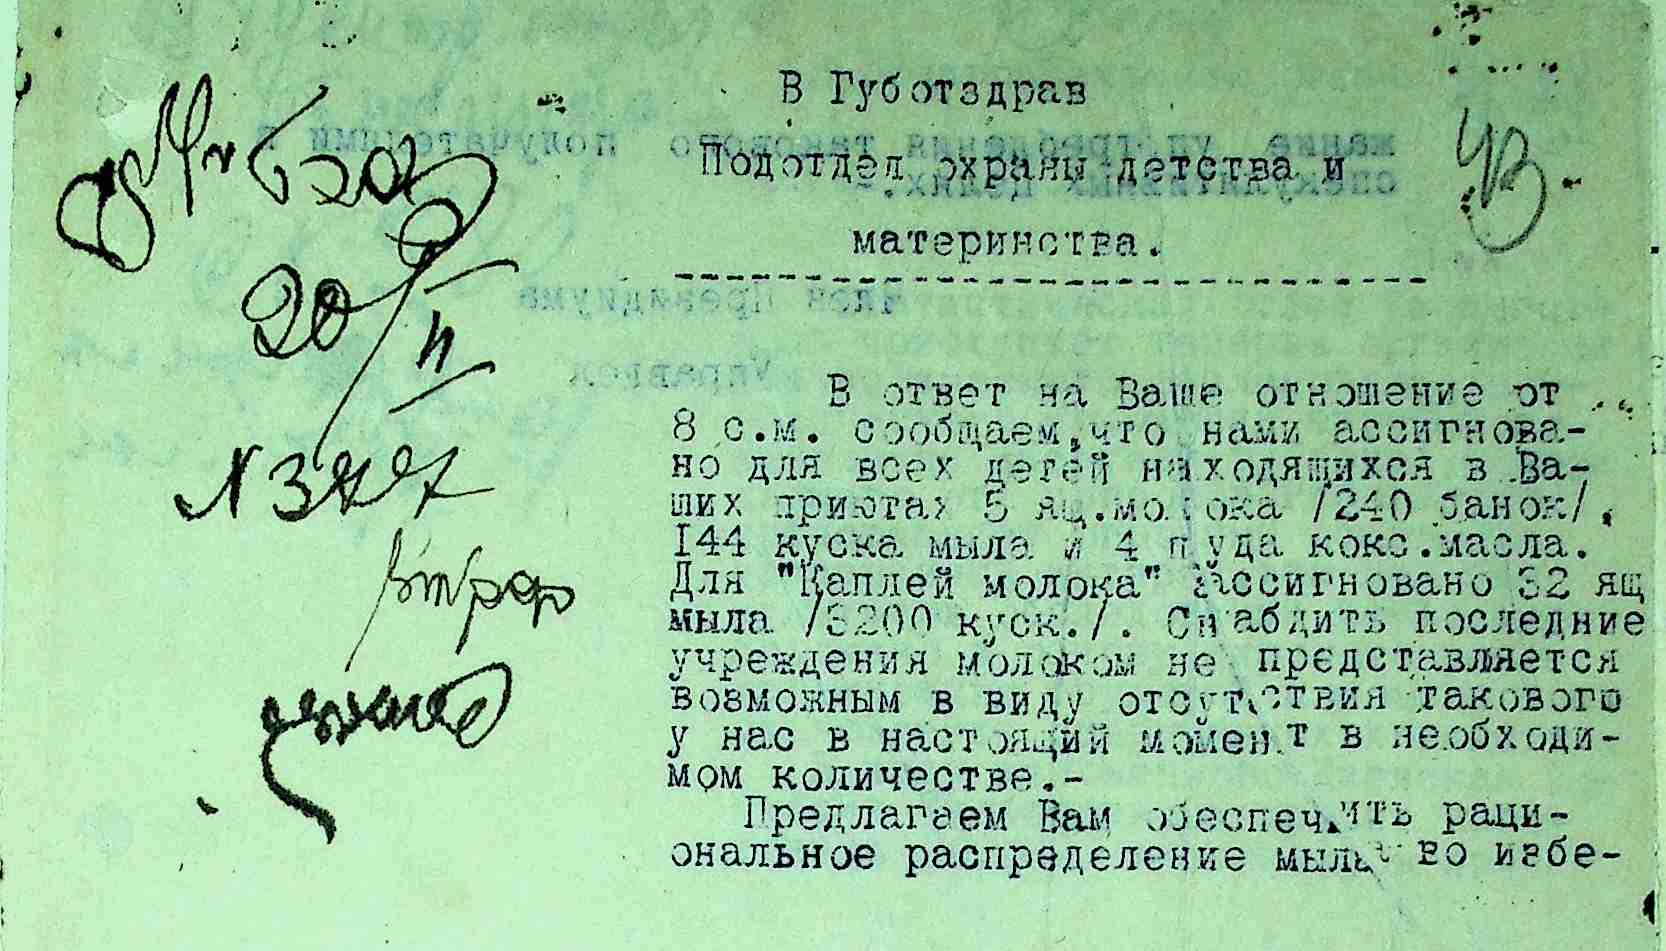 В Губотздрав
Подотдел охраны детства и
материнства.
В ответ на Ваше отношение от
8 с.м. сообщаем,что нами ассигнова-
но для всех детей находящихся в Ва-
ших приютах 5 ящ.молока /240 банок/,
144 куска мыла и 4 пуда кокс.масла.
Для "Каплей молока" ассигновано 32 ящ
мыла /3200 куск./. Снабдить последние
учреждения молоком не представляется
возможным в виду отсутствия такового
у нас в настоящий момент в необходи-
мом количестве.-
Предлагаем Вам обеспечить раци-
ональное распределение мыла во избе-
20/II